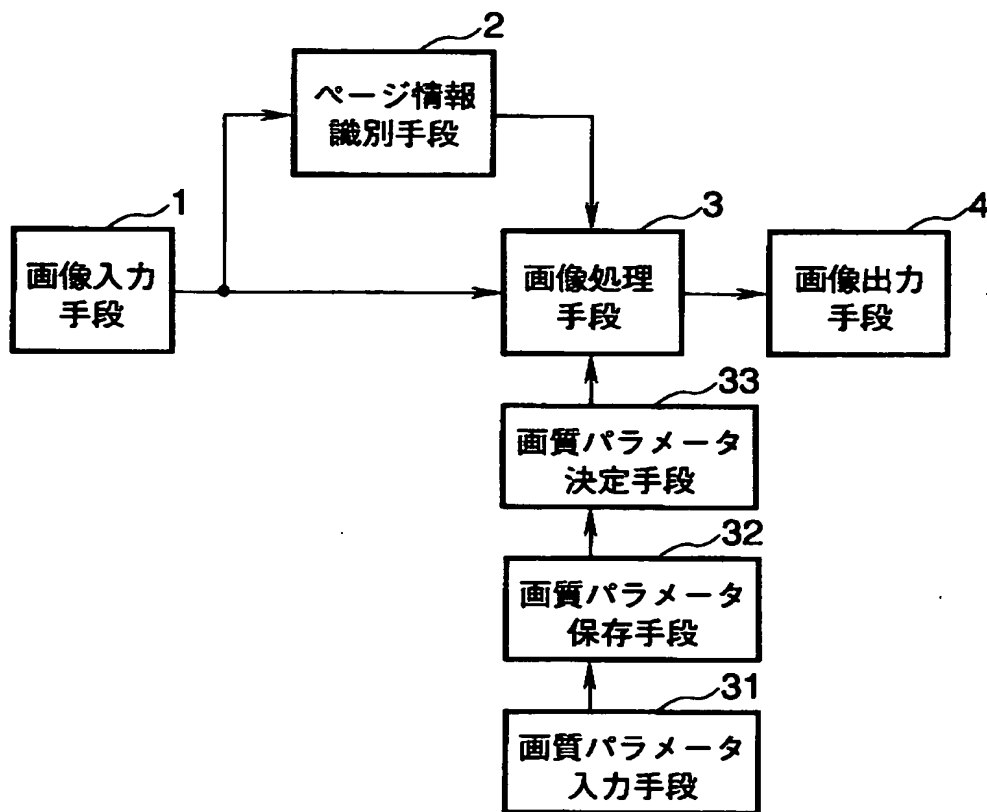 2
ページ情報
識別手段
1
画像入力
手段
3
画像処理
手段
4
画像出力
手段
33
画質パラメータ
決定手段
32
画質パラメータ
保存手段
31
画質パラメータ
入力手段